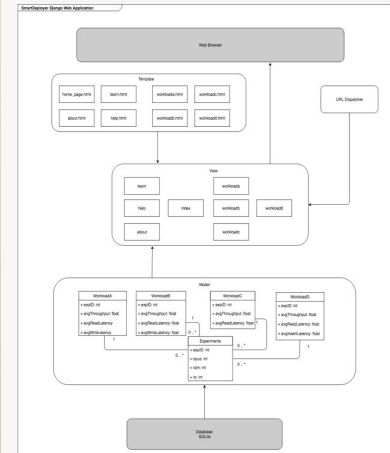 SmartDeployer Django Web Application
Web Browser
Template
home_page.html
learn.html
workloada.html
workloadc.html
about.html
help.html
workloadb.html
workloadd.html
URL Dispatcher
View
learn
workloada
help
index
workloadb
workloadd
about
workloadc
Model
WorkloadA
+ expID: int
+ avgThroughput: float
+ avgReadLatency
+ avgWriteLatency
WorkloadB
+ expID: int
+ avgThroughput: float
+ avgReadLatency: float
+ avgWriteLatency: float
WorkloadC
+ expID: int
+ avgThroughput: float
+ avgReadLatency: float
WorkloadD
+ expID: int
+ avgThroughput: float
+ avgReadLatency: float
+ avgInsertLatency: float
1
1
1
0 .. *
0 .. *
0 .. *
0 .. *
Experiments
+ expID: int
+ cpus: int
+ ram: int
+ io: int
Database:
SQLite